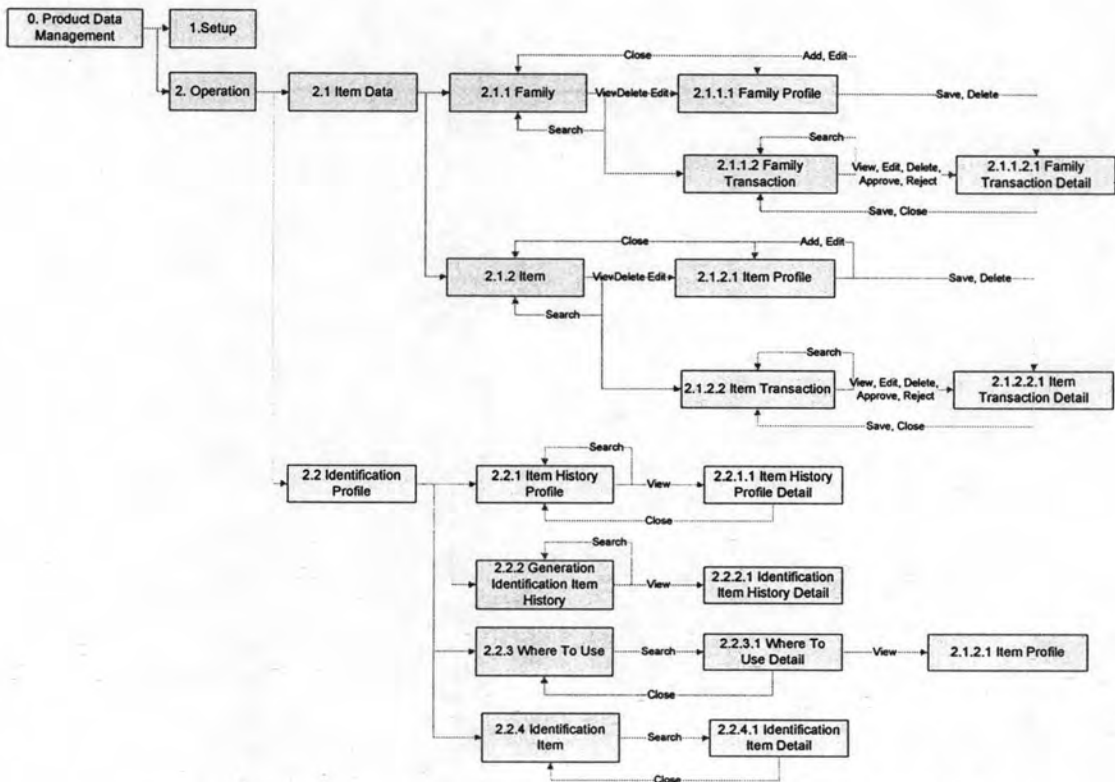 0. Product Data
Management
1.Setup
2. Operation
2.1 Item Data
2.1.1 Family
Close
Add, Edit
ViewDelete Edit
2.1.1.1 Family Profile
Save, Delete
Search
Search
2.1.1.2 Family
Transaction
View, Edit, Delete,
Approve, Reject
2.1.1.2.1 Family
Transaction Detail
Save, Close
Close
Add, Edit
2.1.2 Item
ViewDelete Edit
2.1.2.1 Item Profile
Save, Delete
Search
Search
2.1.2.2 Item Transaction
View, Edit, Delete,
Approve, Reject
2.1.2.2.1 Item
Transaction Detail
Save, Close
2.2 Identification
Profile
Search
2.2.1 Item History
Profile
View
2.2.1.1 Item History
Profile Detail
Close
Search
2.2.2 Generation
Identification Item
History
View
2.2.2.1 Identification
Item History Detail
2.2.3 Where To Use
Search
2.2.3.1 Where To
Use Detail
View
2.1.2.1 Item Profile
Close
2.2.4 Identification
Item
Search
2.2.4.1 Identification
Item Detail
Close